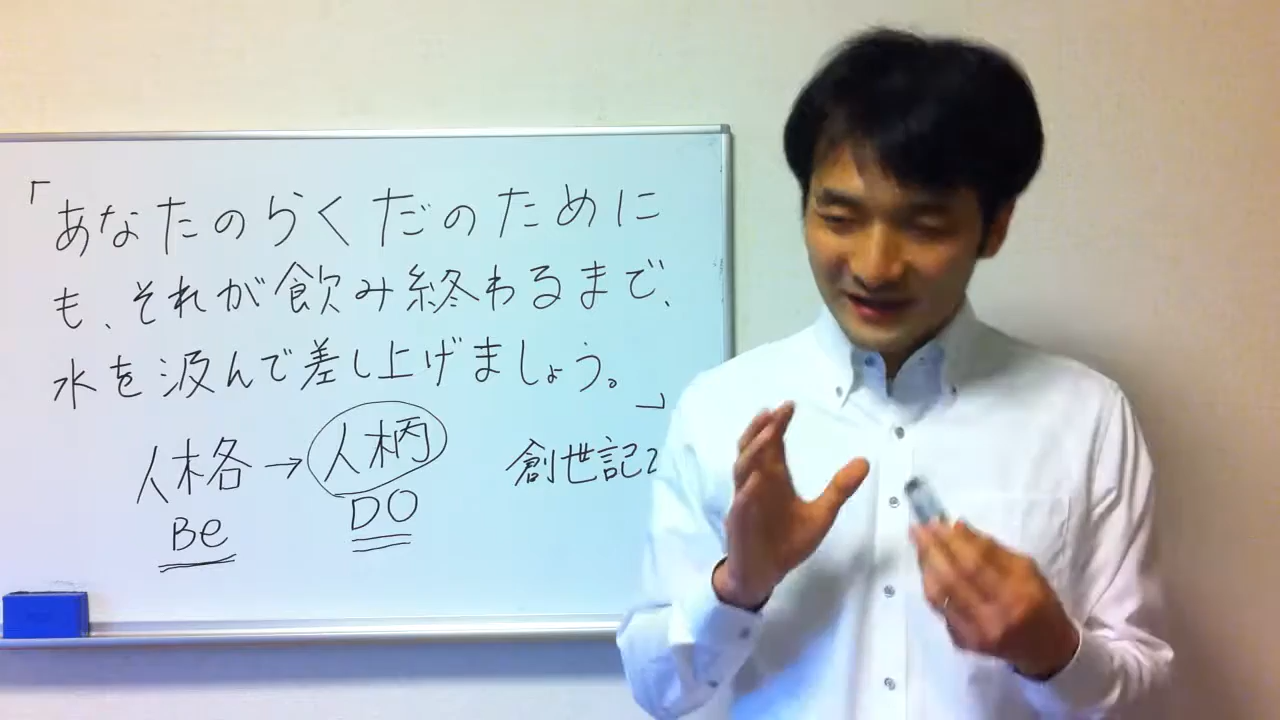 「あなたのらくだのために
も、それが飲み終わるまで、
水を汲んで差し上げましょう。」
人格→人柄 創世記2
Be DO